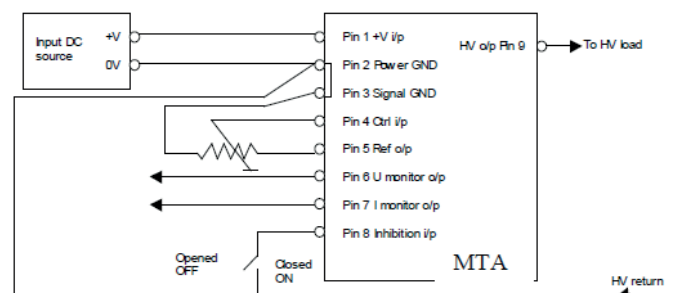 Input DC
source
+V
0V
Pin 1 +V i/p
Pin 2 Power GND
Pin 3 Signal GND
Pin 4 Ctrl i/p
Pin 5 Ref o/p
Pin 6 U monitor o/p
Pin 7 I monitor o/p
Pin 8 Inhibition i/p
HV o/p Pin 9
To HV load
Opened
OFF
Closed
ON
MTA
HV return